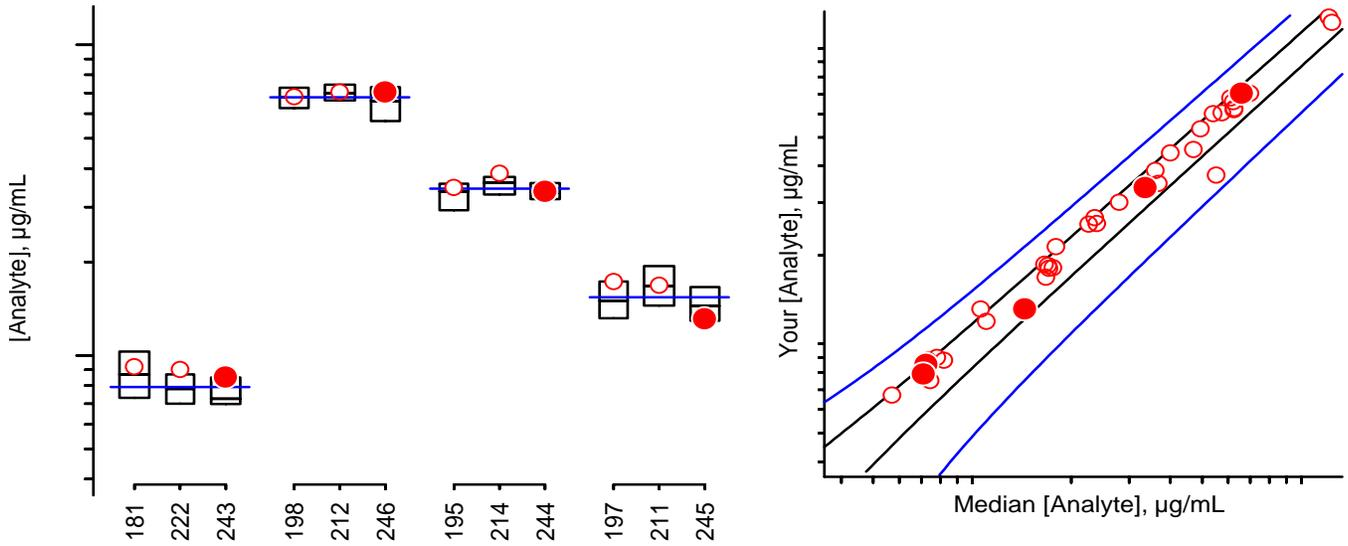 [Analyte], µg/mL
181 222 243 198 212 246 195 214 244 197 211 245
Your [Analyte], µg/mL
Median [Analyte], µg/mL